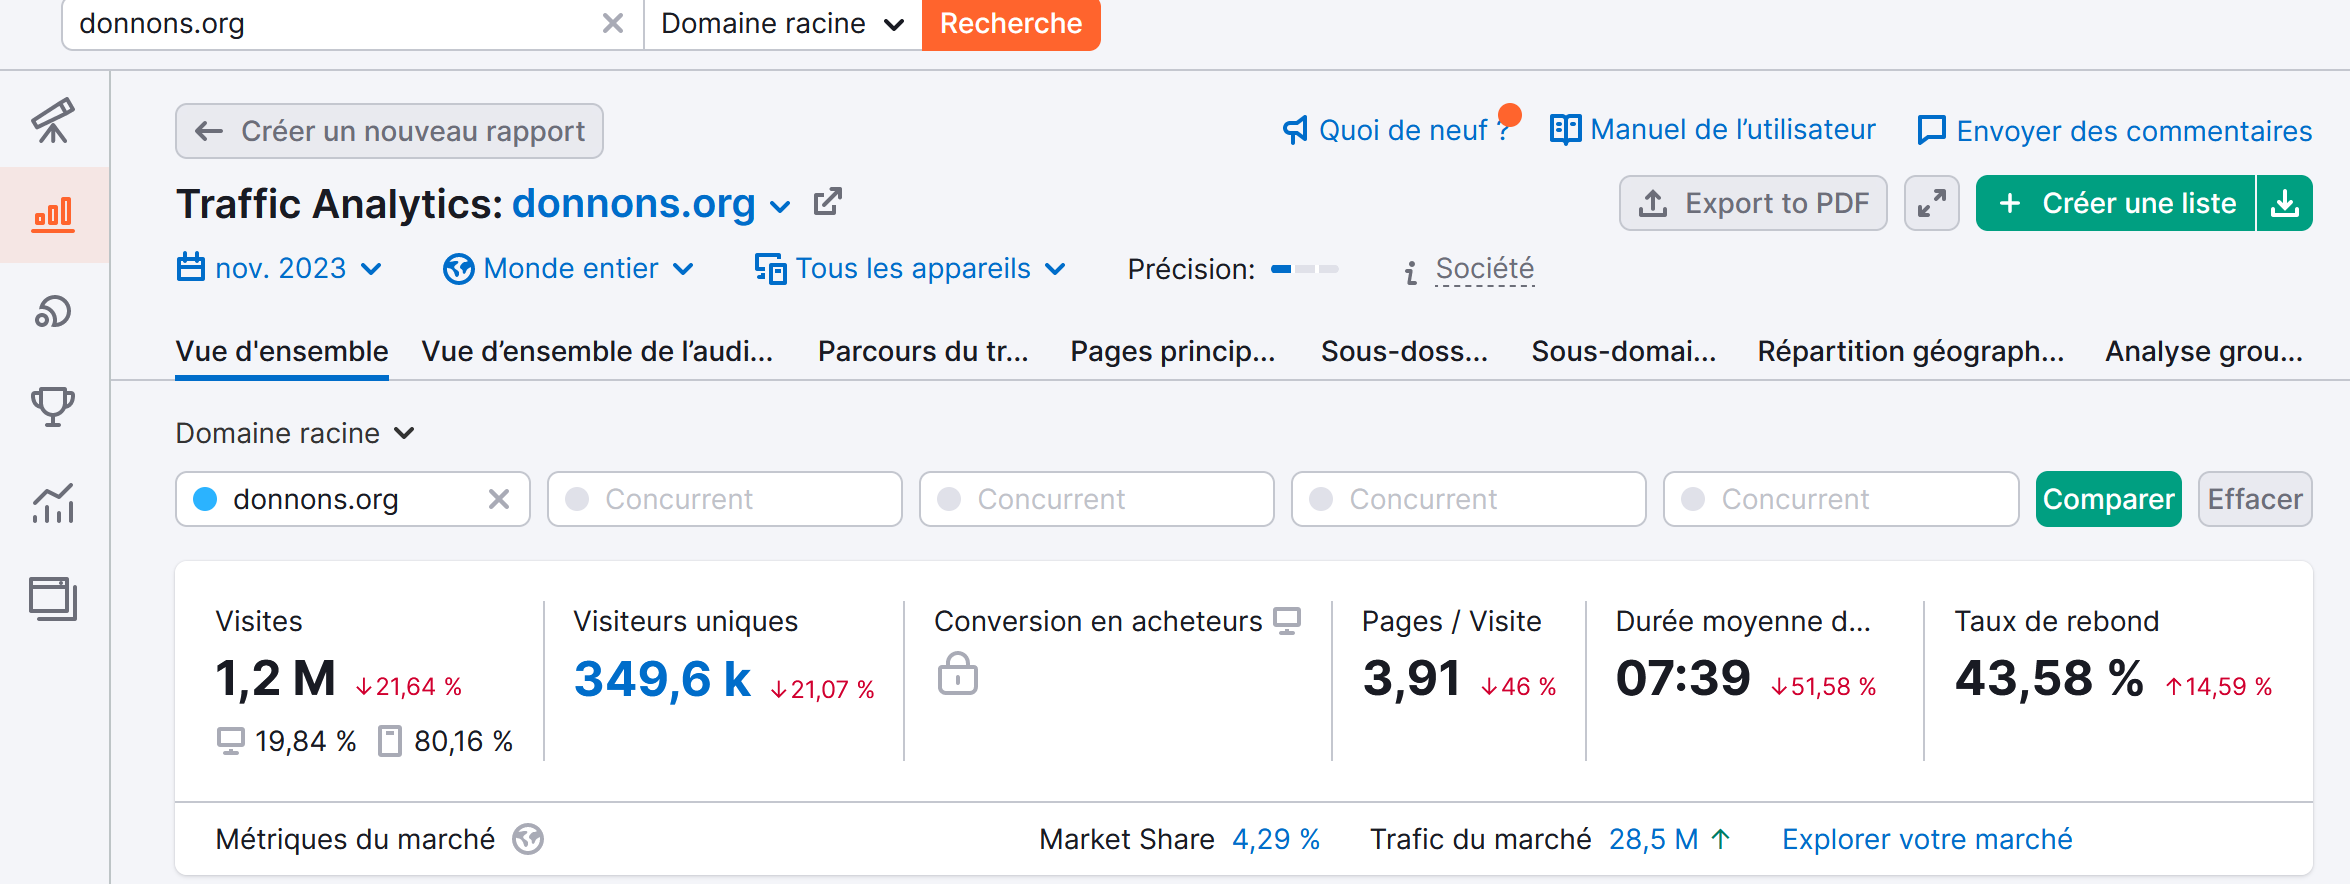 donnons.org Domaine racine Recherche
Créer un nouveau rapport Quoi de neuf ? Manuel de l’utilisateur Envoyer des commentaires
Traffic Analytics: donnons.org Export to PDF + Créer une liste
nov. 2023 Monde entier Tous les appareils Précision: i Société
Vue d'ensemble Vue d’ensemble de l’audi... Parcours du tr... Pages princip... Sous-doss... Sous-domai... Répartition géograph... Analyse grou...
Domaine racine
donnons.org Concurrent Concurrent Concurrent Concurrent Comparer Effacer
Visites Visiteurs uniques Conversion en acheteurs Pages / Visite Durée moyenne d... Taux de rebond
1,2 M ↓21,64 % 349,6 k ↓21,07 % 3,91 ↓46 % 07:39 ↓51,58 % 43,58 % ↑14,59 %
19,84 % 80,16 %
Métriques du marché Market Share 4,29 % Trafic du marché 28,5 M ↑ Explorer votre marché